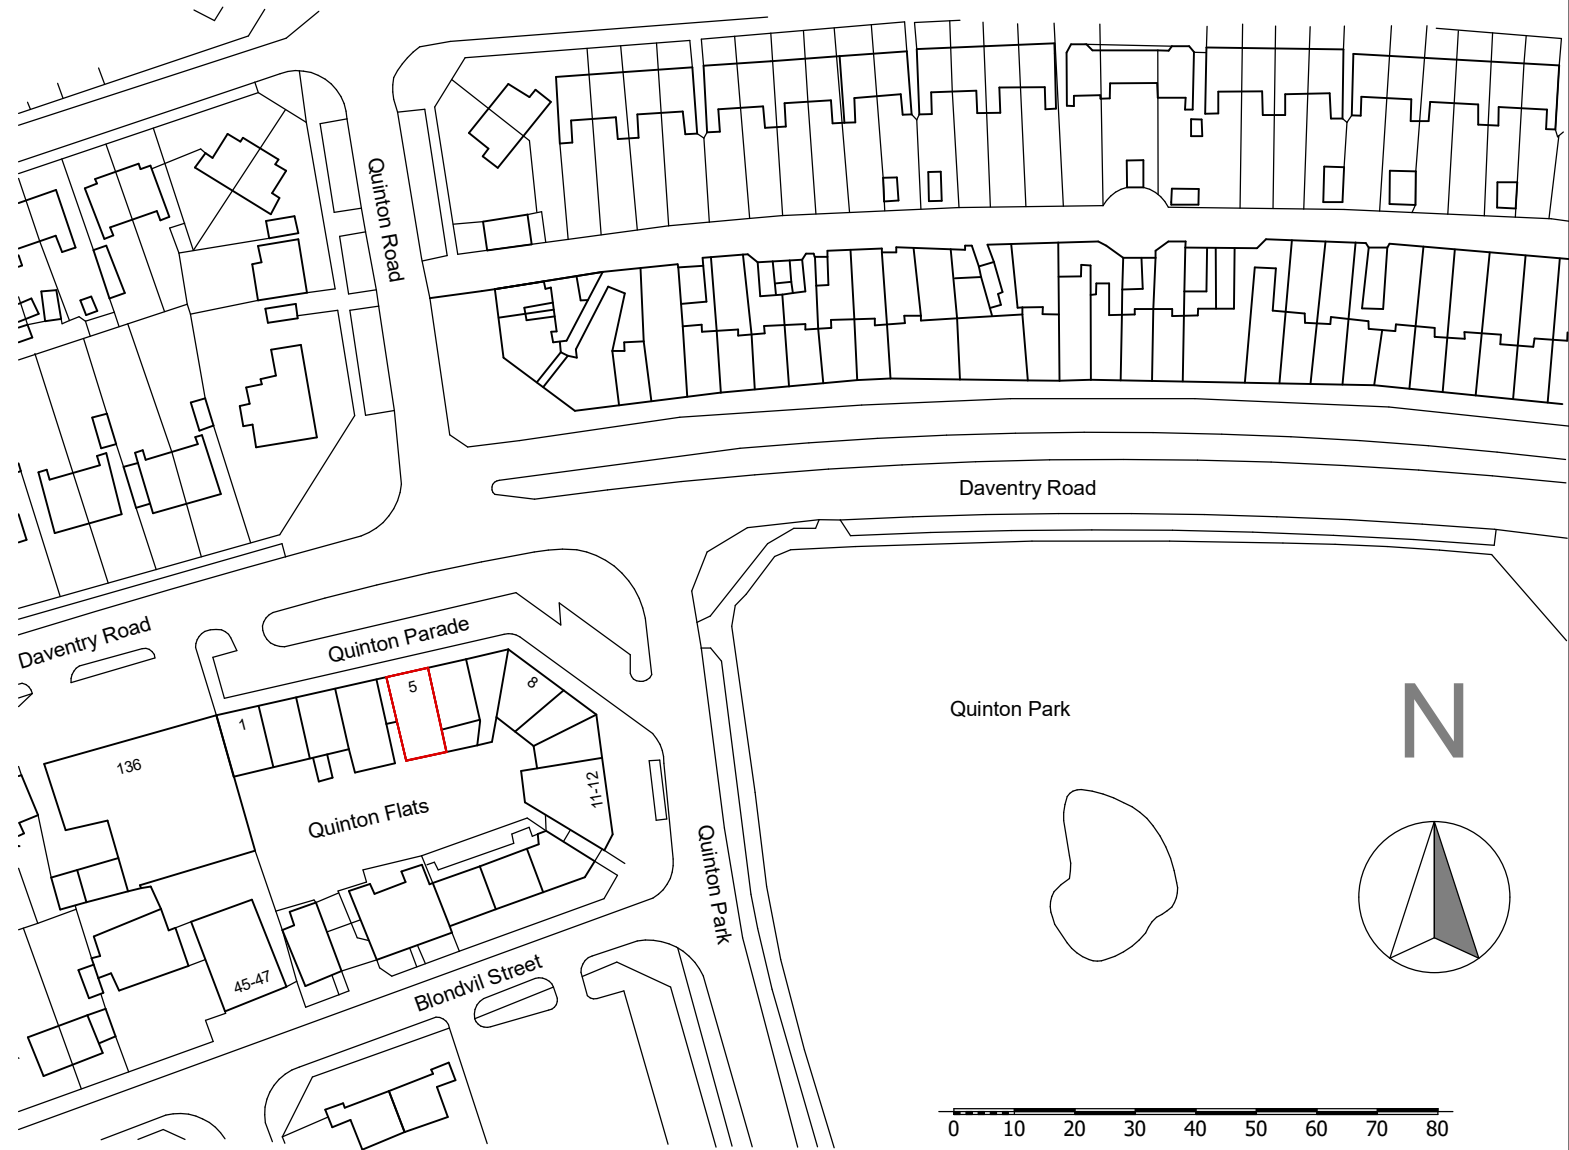 Quinton Road
Daventry Road
Daventry Road
Quinton Parade
5
8
1
136
Quinton Park
N
11-12
Quinton Flats
Quinton Park
45-47
Blondvil Street
0 10 20 30 40 50 60 70 80